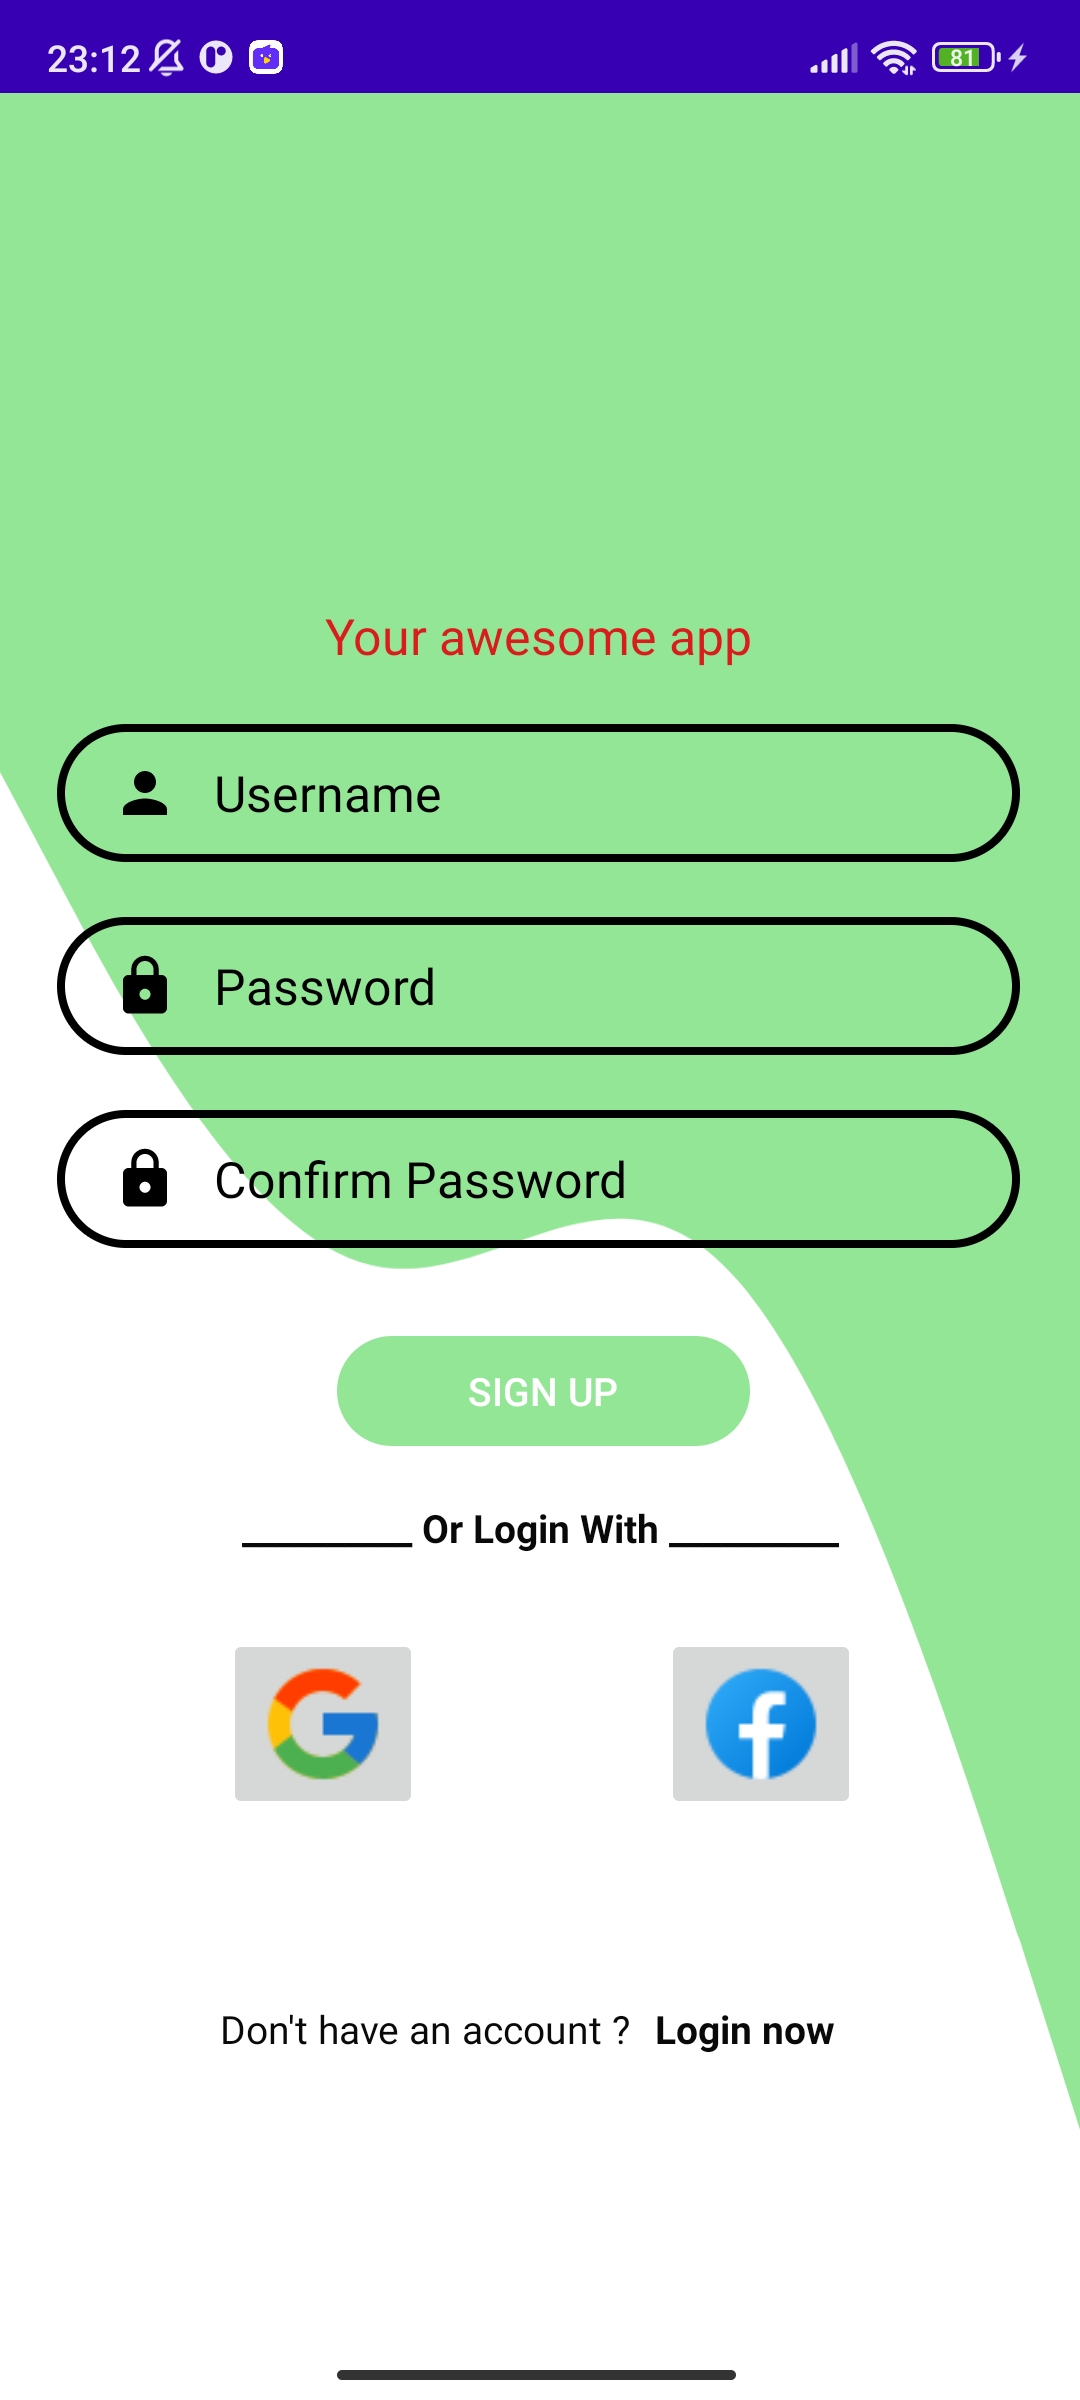 23:12
81
Your awesome app
Username
Password
Confirm Password
SIGN UP
Or Login With
Don't have an account ? Login now